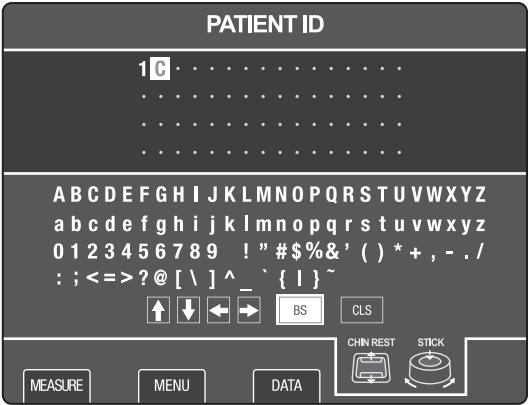 PATIENT ID
1C··············
················
················
················
ABCDEFGHIJKLMNOPQRSTUVWXYZ
abcdefghijklmnopqrstuvwxyz
0123456789 !"#$%&'()*+,-./
:;<=>?@[\]^_`{|}~
BS CLS
CHIN REST STICK
MEASURE MENU DATA